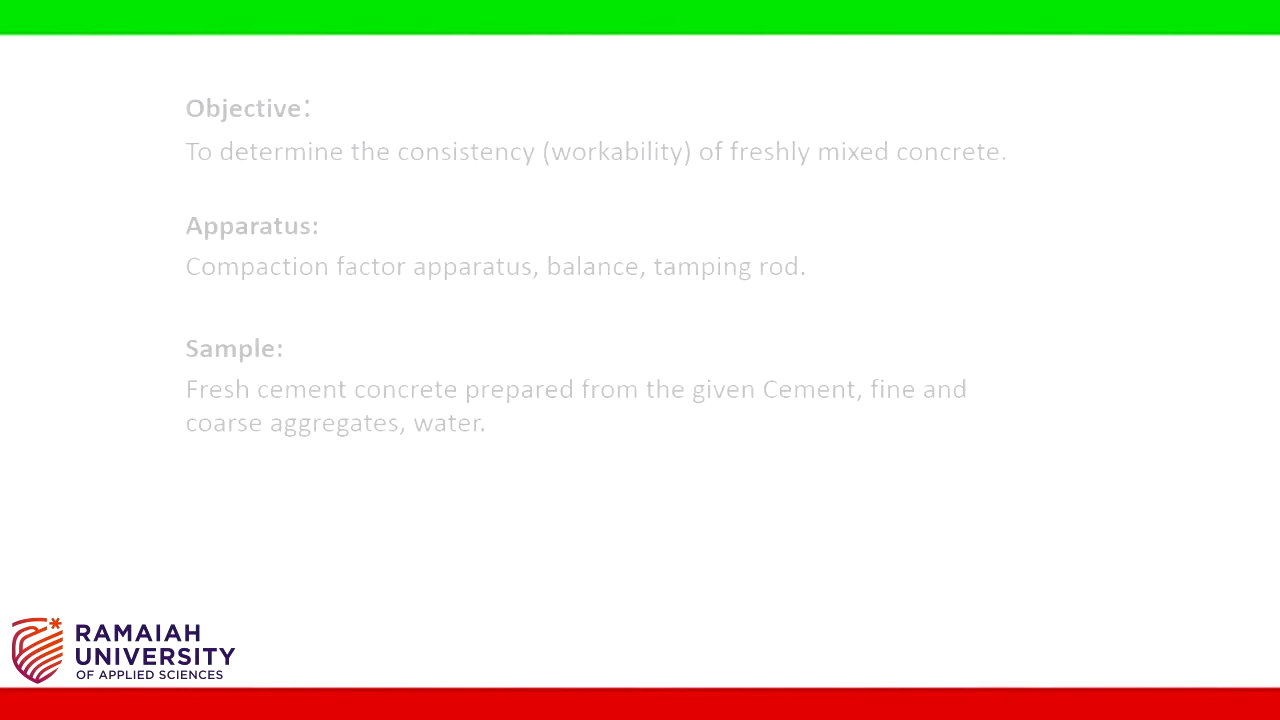 Objective:
To determine the consistency (workability) of freshly mixed concrete.
Apparatus:
Compaction factor apparatus, balance, tamping rod.
Sample:
Fresh cement concrete prepared from the given Cement, fine and
coarse aggregates, water.
RAMAIAH
UNIVERSITY
OF APPLIED SCIENCES